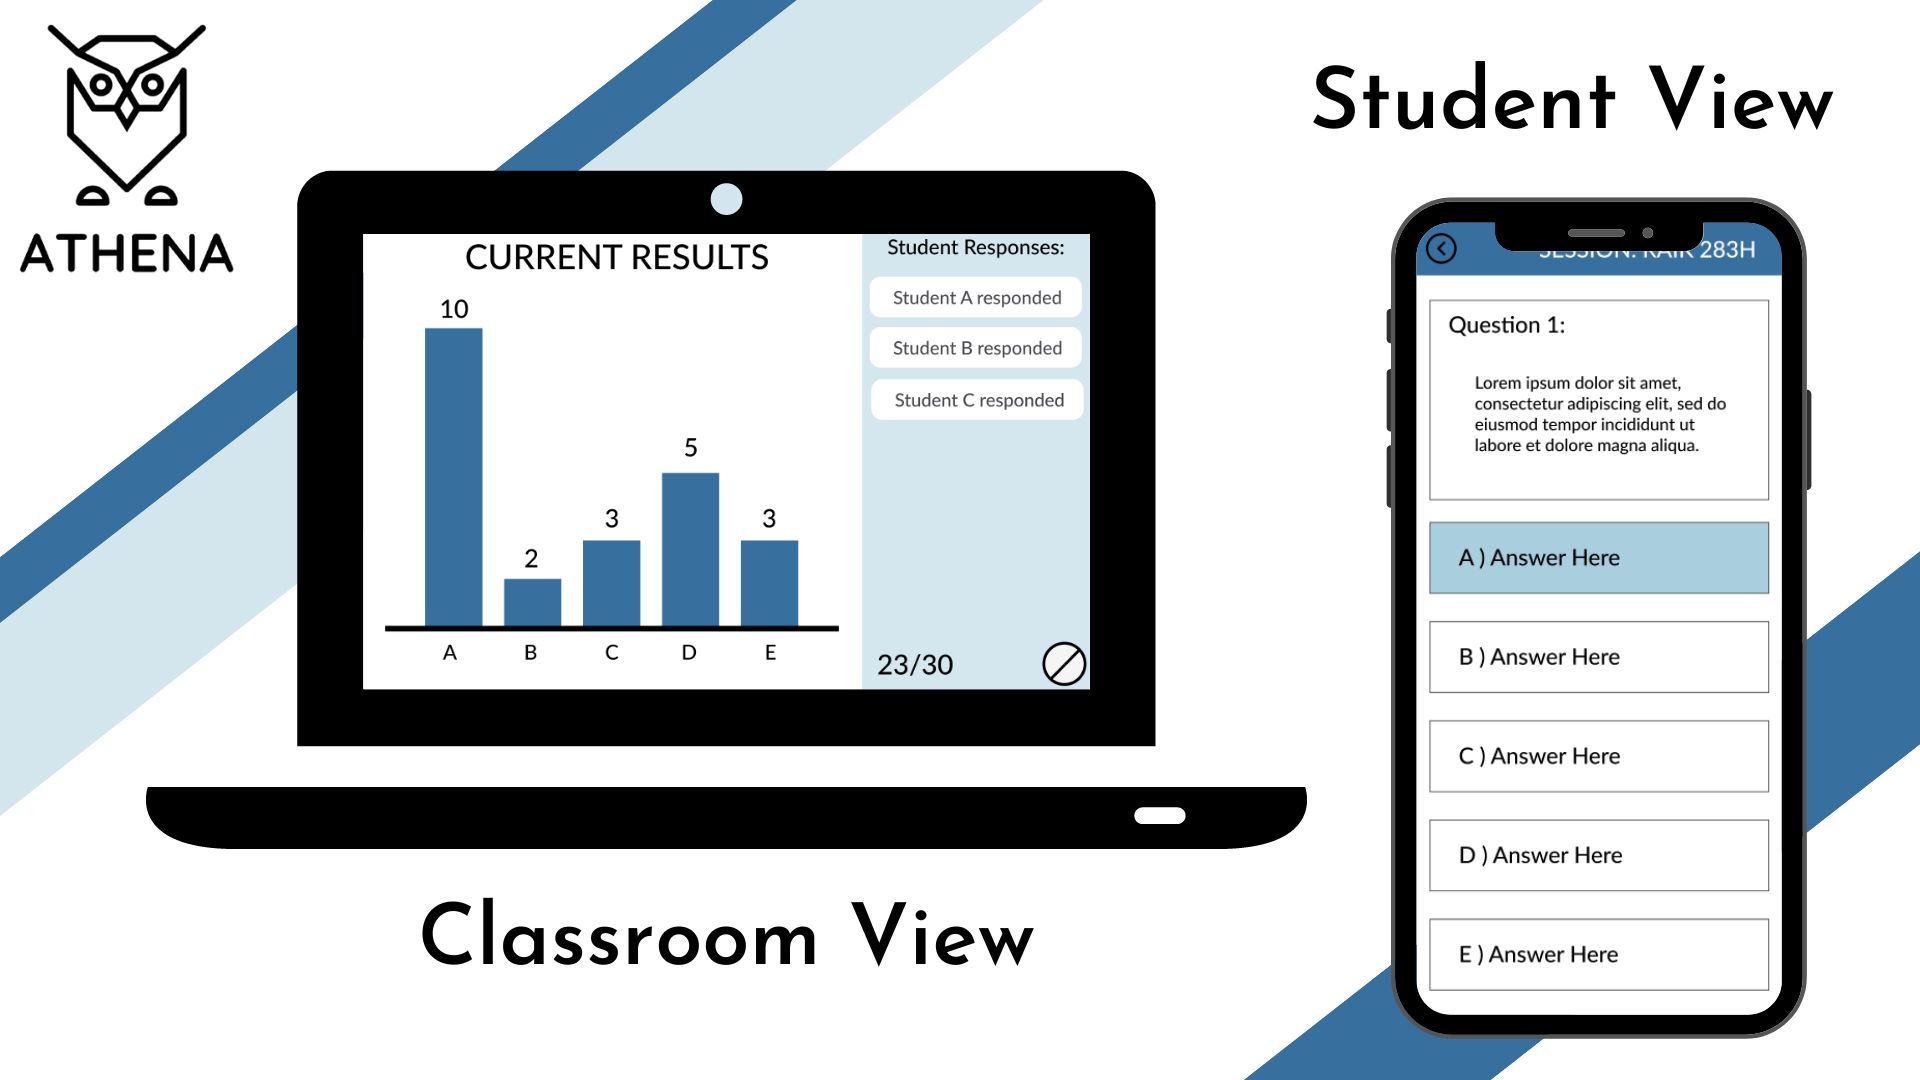 ATHENA
Student View
CURRENT RESULTS
10
2
3
5
3
A
B
C
D
E
Student Responses:
Student A responded
Student B responded
Student C responded
23/30
Classroom View
SESSION: 283H
Question 1:
Lorem ipsum dolor sit amet,
consectetur adipiscing elit, sed do
eiusmod tempor incididunt ut
labore et dolore magna aliqua.
A ) Answer Here
B ) Answer Here
C ) Answer Here
D ) Answer Here
E ) Answer Here